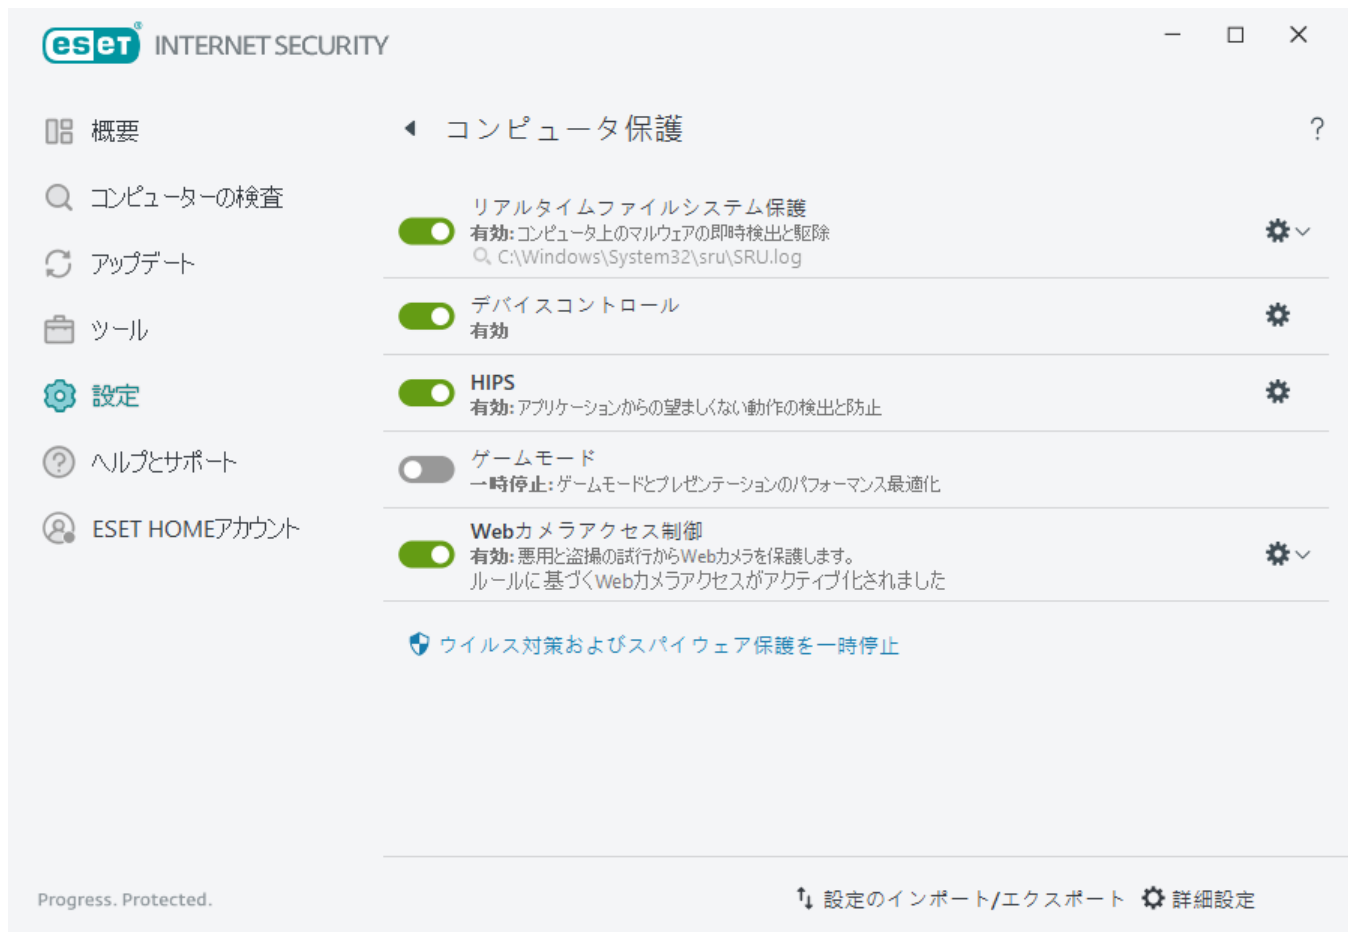 eset® INTERNET SECURITY
概要
コンピューターの検査
アップデート
ツール
設定
ヘルプとサポート
ESET HOMEアカウント
コンピュータ保護
?
リアルタイムファイルシステム保護
有効:コンピュータ上のマルウェアの即時検出と駆除
C:\Windows\System32\sru\SRU.log
デバイスコントロール
有効
HIPS
有効:アプリケーションからの望ましくない動作の検出と防止
ゲームモード
一時停止:ゲームモードとプレゼンテーションのパフォーマンス最適化
Webカメラアクセス制御
有効:悪用と盗撮の試行からWebカメラを保護します。
ルールに基づくWebカメラアクセスがアクティブ化されました
ウイルス対策およびスパイウェア保護を一時停止
Progress. Protected.
設定のインポート/エクスポート 詳細設定